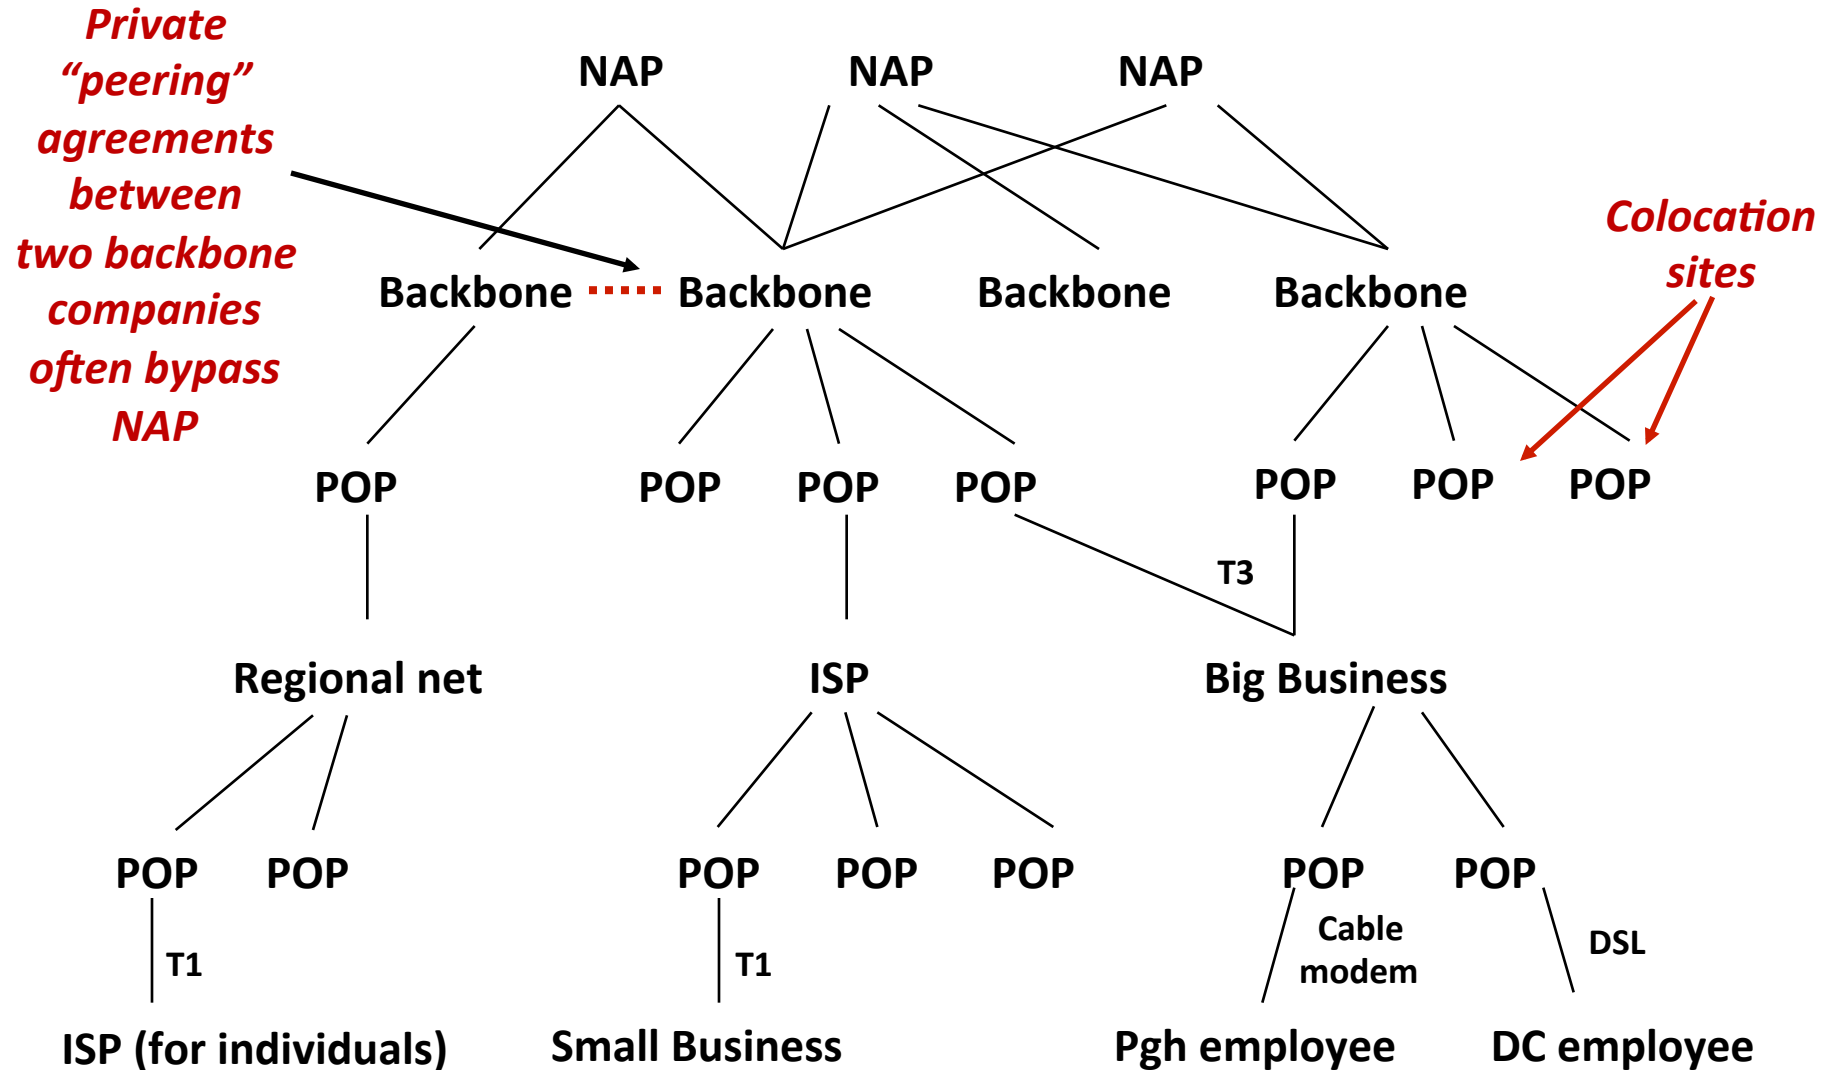 Private
“peering”
agreements
between
two backbone
companies
often bypass
NAP
NAP
NAP
NAP
Colocation
sites
Backbone
Backbone
Backbone
Backbone
POP
POP
POP
POP
POP
POP
POP
T3
Regional net
ISP
Big Business
POP
POP
POP
POP
POP
POP
POP
T1
T1
Cable
modem
DSL
ISP (for individuals)
Small Business
Pgh employee
DC employee